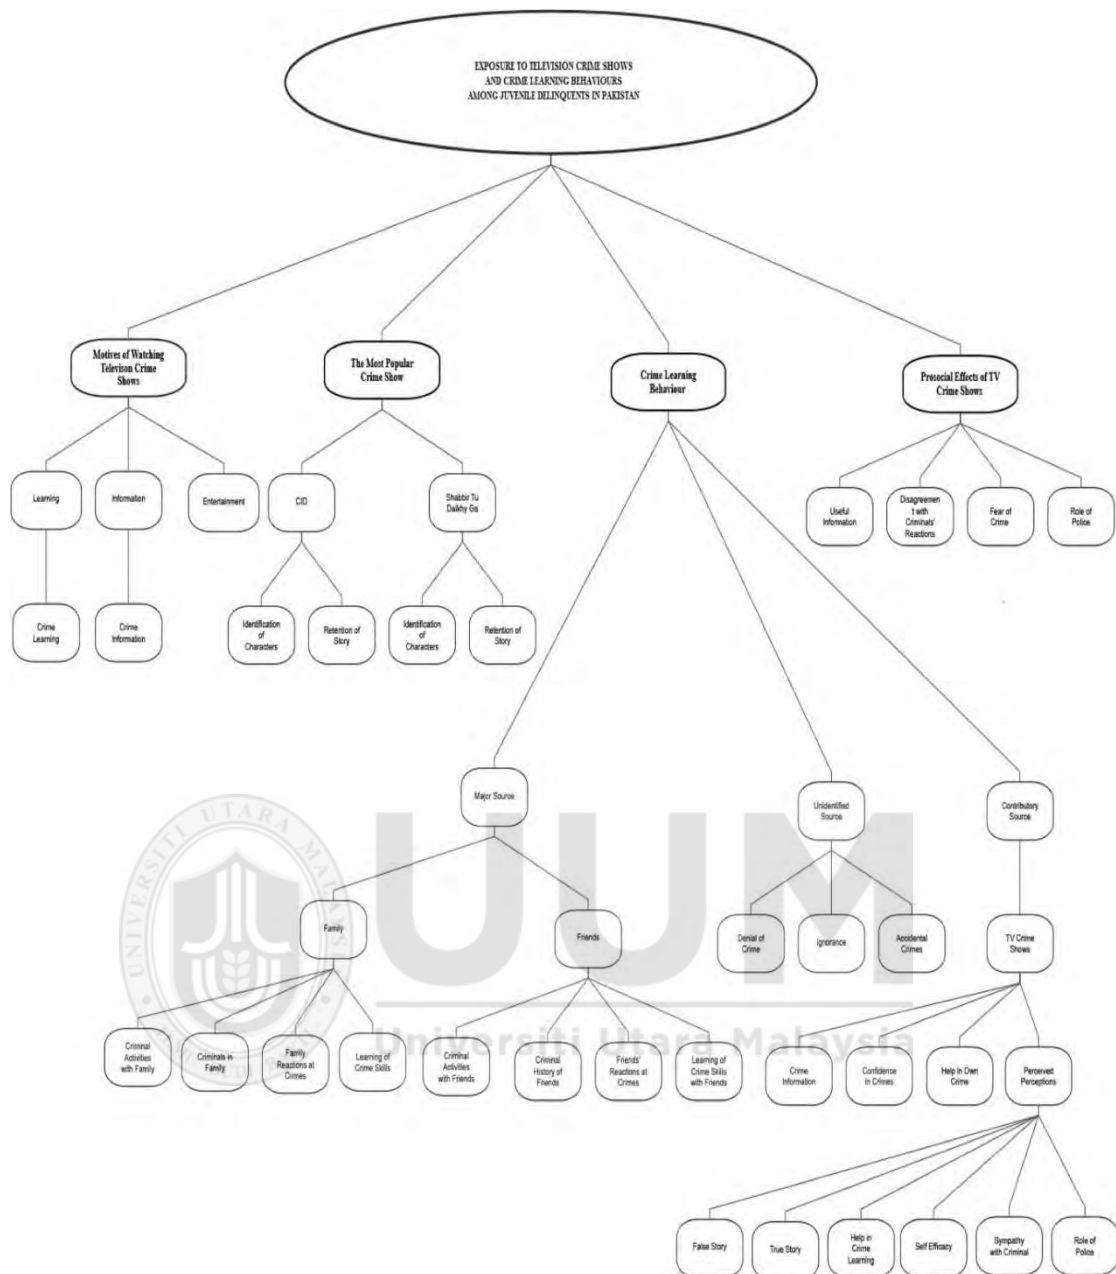 EXPOSURE TO TELEVISION CRIME SHOWS
AND CRIME LEARNING BEHAVIOURS
AMONG JUVENILE DELINQUENTS IN PAKISTAN
Motives of Watching
Televison Crime
Shows
The Most Popular
Crime Show
Crime Learning
Behaviour
Prosocial Effects of TV
Crime Shows
Learning
Information
Entertainment
CID
Shabbir Tu
Daikhy Ga
Useful
Information
Disagreemen
t with
Criminals'
Reactions
Fear of
Crime
Role of
Police
Crime
Learning
Crime
Information
Identification
of
Characters
Retention of
Story
Identification
of
Characters
Retention of
Story
Major Source
Unidentified
Source
Contributory
Source
Family
Friends
Denial of
Crime
Ignorance
Accidental
Crimes
TV Crime
Shows
Criminal
Activities
with Family
Criminals in
Family
Family
Reactions at
Crimes
Learning of
Crime Skills
Criminal
Activities
with Friends
Criminal
History of
Friends
Friends'
Reactions at
Crimes
Learning of
Crime Skills
with Friends
Crime
Information
Confidence
in Crimes
Help in Own
Crime
Perceived
Perceptions
False Story
True Story
Help in
Crime
Learning
Self Efficacy
Sympathy
with Criminal
Role of
Police
UNIVERSITI UTARA MALAYSIA
UUM
Universiti Utara Malaysia